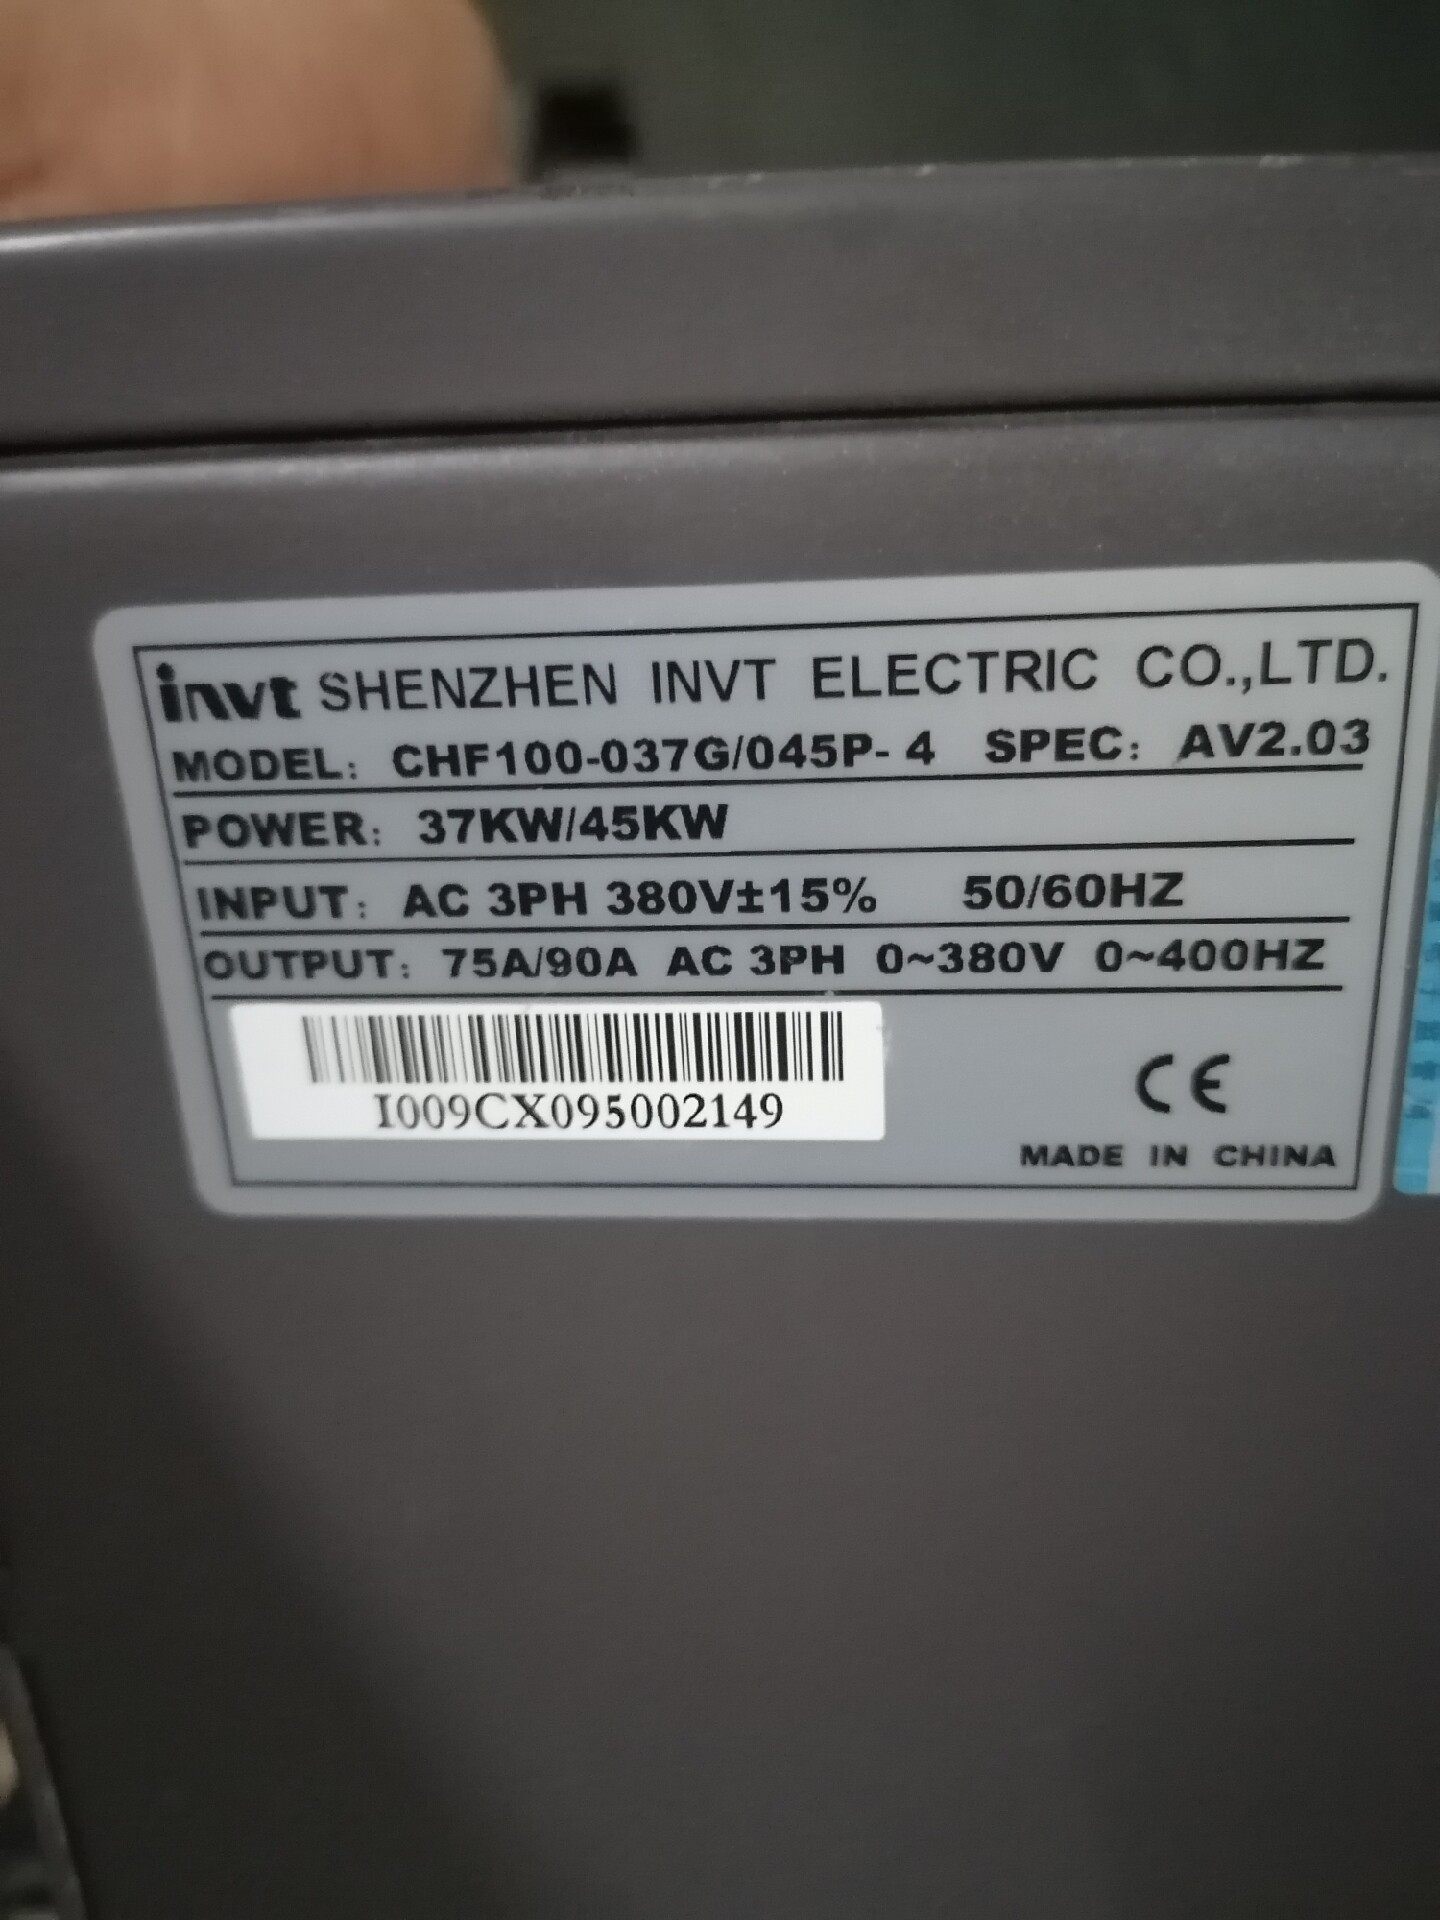 invt SHENZHEN INVT ELECTRIC CO.,LTD.
MODEL: CHF100-037G/045P- 4 SPEC: AV2.03
POWER: 37KW/45KW
INPUT: AC 3PH 380V±15% 50/60HZ
OUTPUT: 75A/90A AC 3PH 0~380V 0~400HZ
I009CX095002149
CE
MADE IN CHINA